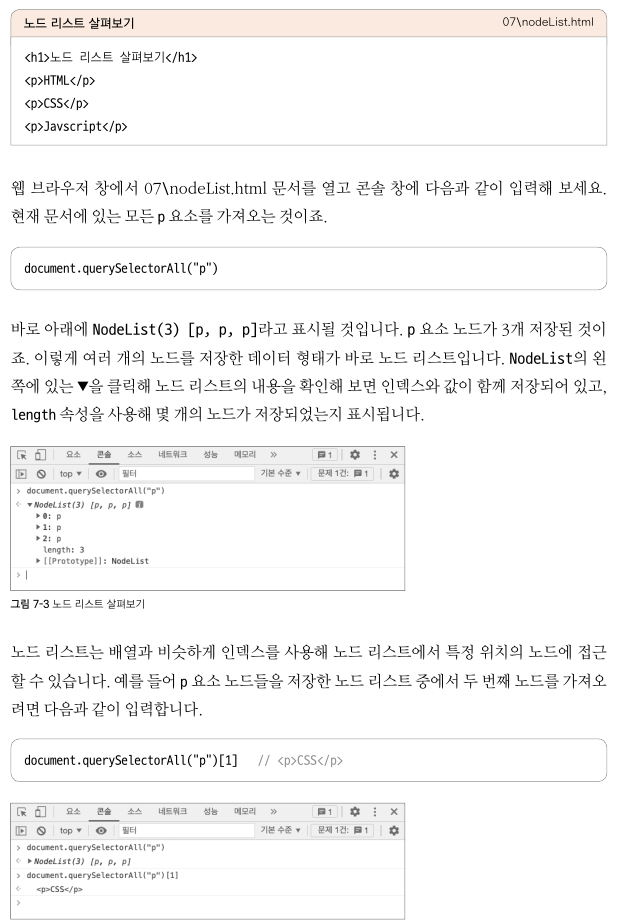 노드 리스트 살펴보기 07\nodeList.html
<h1>노드 리스트 살펴보기</h1>
<p>HTML</p>
<p>CSS</p>
<p>Javscript</p>
웹 브라우저 창에서 07\nodeList.html 문서를 열고 콘솔 창에 다음과 같이 입력해 보세요.
현재 문서에 있는 모든 p 요소를 가져오는 것이죠.
document.querySelectorAll("p")
바로 아래에 NodeList(3) [p, p, p]라고 표시될 것입니다. p 요소 노드가 3개 저장된 것이
죠. 이렇게 여러 개의 노드를 저장한 데이터 형태가 바로 노드 리스트입니다. NodeList의 왼
쪽에 있는 ▼을 클릭해 노드 리스트의 내용을 확인해 보면 인덱스와 값이 함께 저장되어 있고,
length 속성을 사용해 몇 개의 노드가 저장되었는지 표시됩니다.
요소 콘솔 소스 네트워크 성능 메모리 » 1
top ▼ 필터 기본 수준 ▼ 문제 1건: 1
> document.querySelectorAll("p")
▼NodeList(3) [p, p, p]
▶0: p
▶1: p
▶2: p
length: 3
▶[[Prototype]]: NodeList
>
그림 7-3 노드 리스트 살펴보기
노드 리스트는 배열과 비슷하게 인덱스를 사용해 노드 리스트에서 특정 위치의 노드에 접근
할 수 있습니다. 예를 들어 p 요소 노드들을 저장한 노드 리스트 중에서 두 번째 노드를 가져오
려면 다음과 같이 입력합니다.
document.querySelectorAll("p")[1] // <p>CSS</p>
요소 콘솔 소스 네트워크 성능 메모리 » 1
top ▼ 필터 기본 수준 ▼ 문제 1건: 1
> document.querySelectorAll("p")
▶NodeList(3) [p, p, p]
> document.querySelectorAll("p")[1]
<p>CSS</p>
>